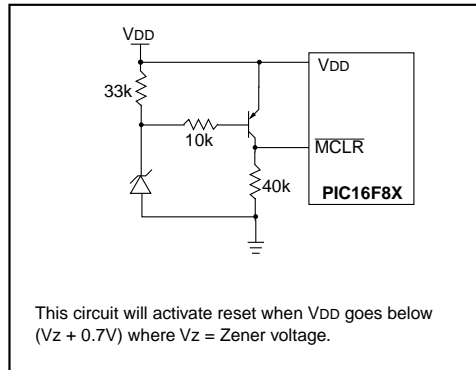 VDD
VDD
33k
10k
MCLR
40k
PIC16F8X
This circuit will activate reset when VDD goes below
(Vz + 0.7V) where Vz = Zener voltage.